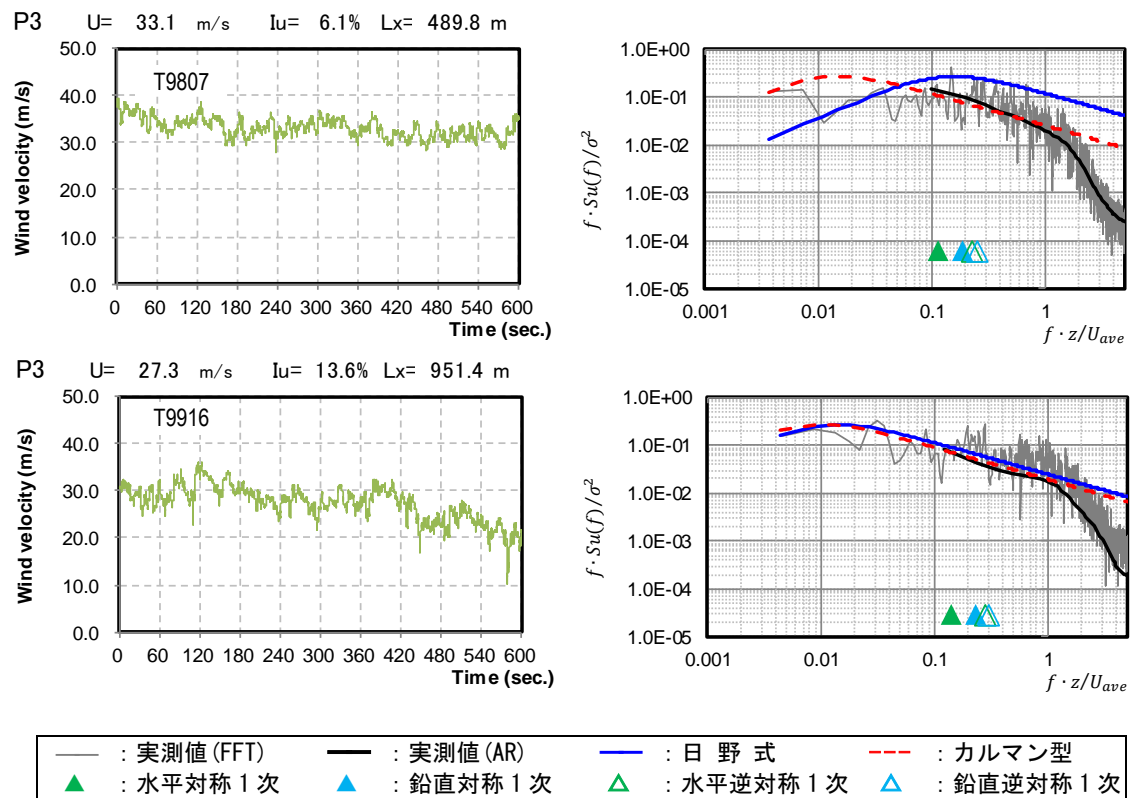 P3 U= 33.1 m/s Iu= 6.1% Lx= 489.8 m
50.0
40.0
30.0
20.0
10.0
0.0
Wind velocity (m/s)
T9807
0 60 120 180 240 300 360 420 480 540 600
Time (sec.)
1.0E+00
1.0E-01
1.0E-02
1.0E-03
1.0E-04
1.0E-05
f · Su(f)/σ²
0.001 0.01 0.1 1
f · z/U_ave
P3 U= 27.3 m/s Iu= 13.6% Lx= 951.4 m
50.0
40.0
30.0
20.0
10.0
0.0
Wind velocity (m/s)
T9916
0 60 120 180 240 300 360 420 480 540 600
Time (sec.)
1.0E+00
1.0E-01
1.0E-02
1.0E-03
1.0E-04
1.0E-05
f · Su(f)/σ²
0.001 0.01 0.1 1
f · z/U_ave
：実測値(FFT) ：実測値(AR) ：日 野 式 ：カルマン型
：水平対称１次 ：鉛直対称１次 ：水平逆対称１次 ：鉛直逆対称１次